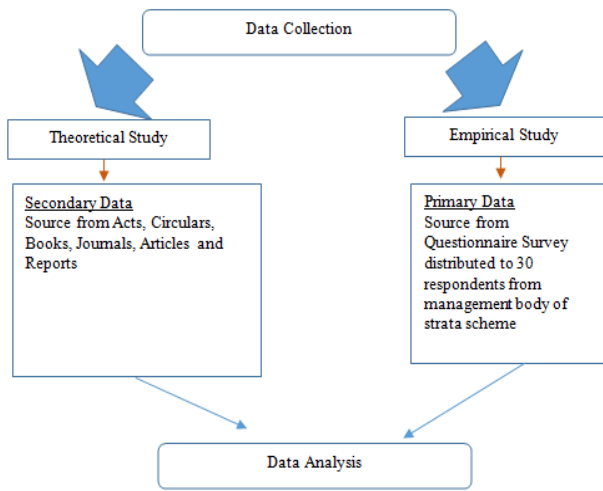 Data Collection
Theoretical Study
Empirical Study
Secondary Data
Source from Acts, Circulars,
Books, Journals, Articles and
Reports
Primary Data
Source from
Questionnaire Survey
distributed to 30
respondents from
management body of
strata scheme
Data Analysis